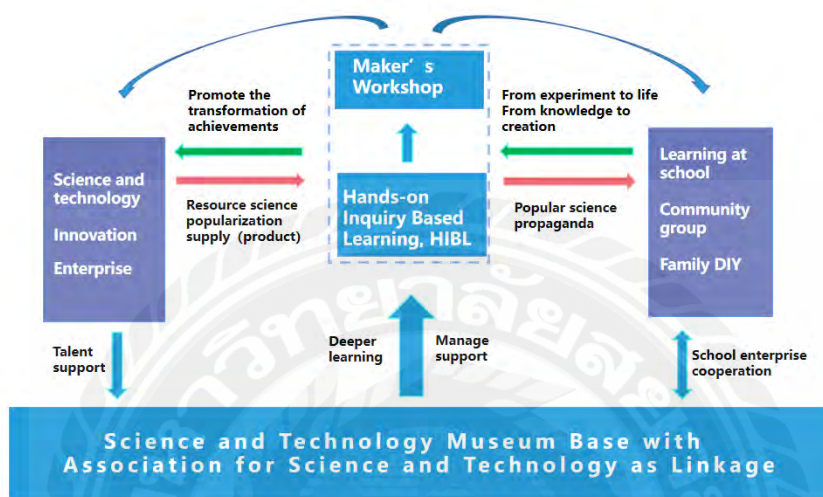 Maker's
Workshop
Promote the
transformation of
achievements
From experiment to life
From knowledge to
creation
Science and
technology
Innovation
Enterprise
Resource science
popularization
supply (product)
Hands-on
Inquiry Based
Learning, HIBL
Popular science
propaganda
Learning at
school
Community
group
Family DIY
Talent
support
Deeper
learning
Manage
support
School enterprise
cooperation
Science and Technology Museum Base with
Association for Science and Technology as Linkage